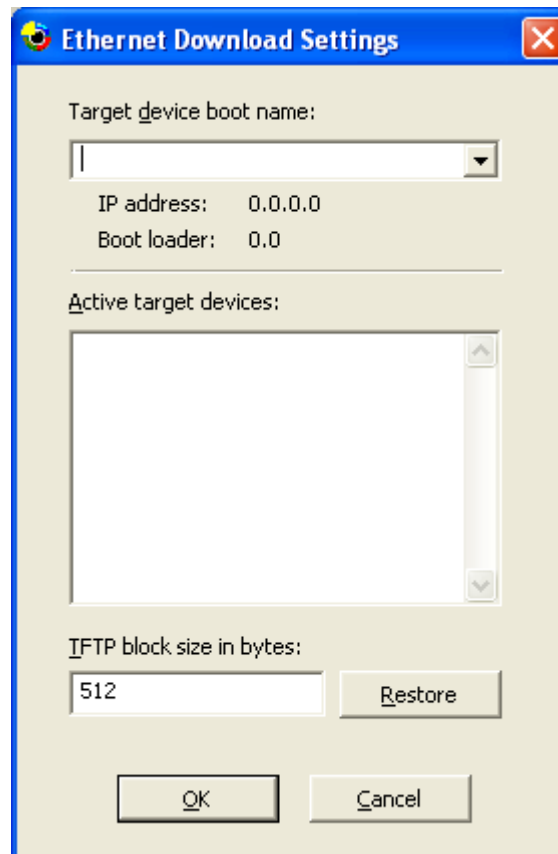 Ethernet Download Settings
Target device boot name:
IP address: 0.0.0.0
Boot loader: 0.0
Active target devices:
TFTP block size in bytes:
512 Restore
OK Cancel